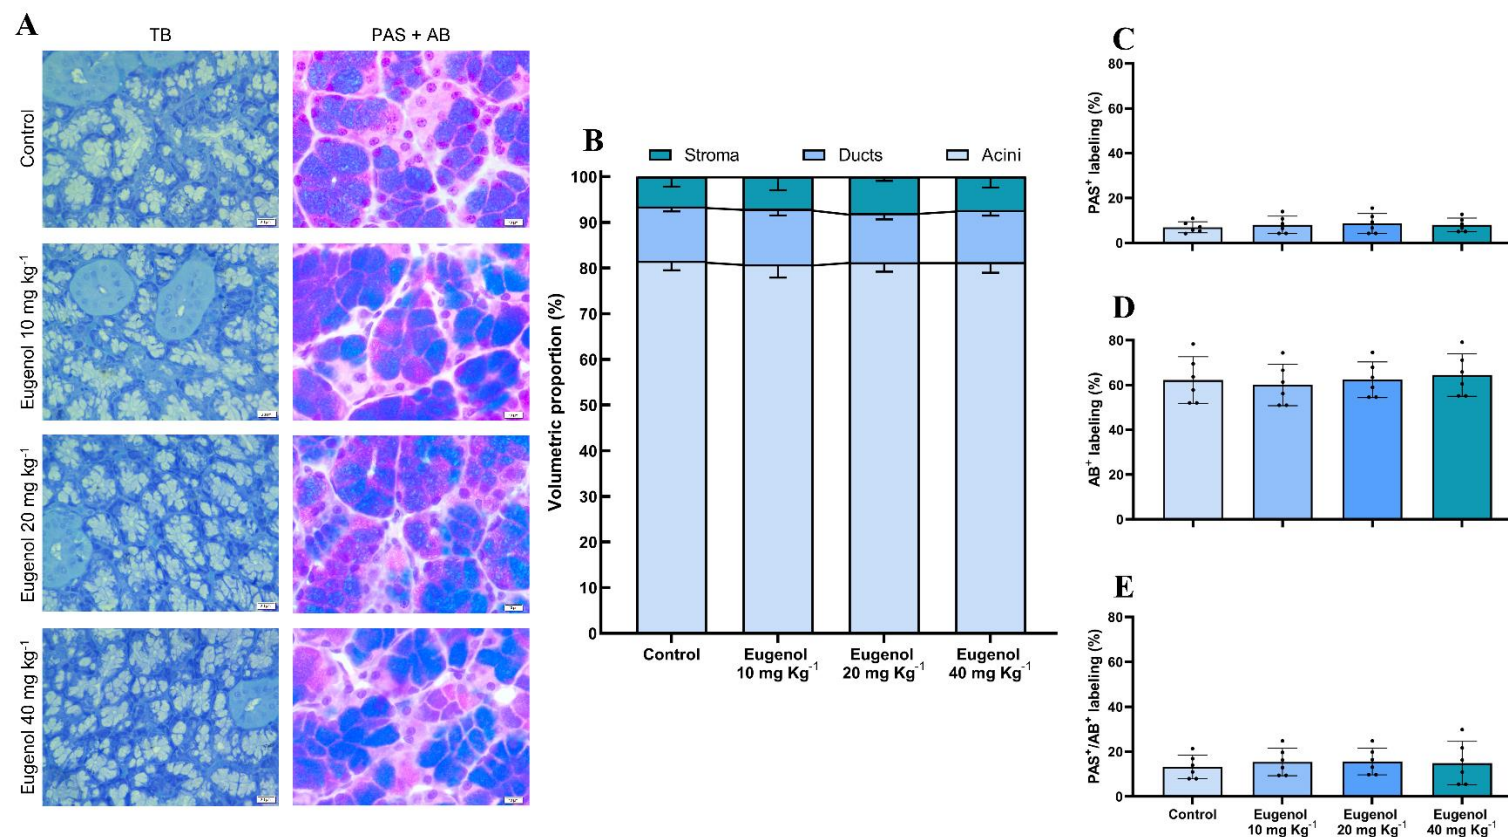 A
TB
PAS + AB
Control
Eugenol 10 mg kg⁻¹
Eugenol 20 mg kg⁻¹
Eugenol 40 mg kg⁻¹
B
Stroma
Ducts
Acini
Volumetric proportion (%)
100
90
80
70
60
50
40
30
20
10
0
Control
Eugenol
10 mg Kg⁻¹
Eugenol
20 mg Kg⁻¹
Eugenol
40 mg Kg⁻¹
C
PAS⁺ labeling (%)
80
60
40
20
0
D
AB⁺ labeling (%)
80
60
40
20
0
E
PAS⁺/AB⁺ labeling (%)
80
60
40
20
0
Control
Eugenol
10 mg Kg⁻¹
Eugenol
20 mg Kg⁻¹
Eugenol
40 mg Kg⁻¹